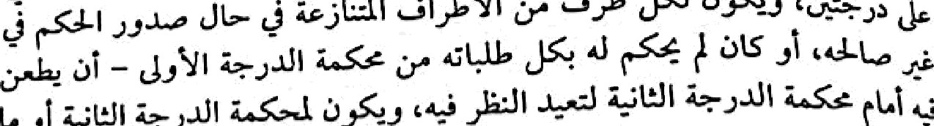 على درجتين، ويكون لكل طرف من الأطراف المتنازعة في حال صدور الحكم في
غير صالحه، أو كان لم يحكم له بكل طلباته من محكمة الدرجة الأولى – أن يطعن
فيه أمام محكمة الدرجة الثانية لتعيد النظر فيه، ويكون لمحكمة الدرجة الثانية أو ما